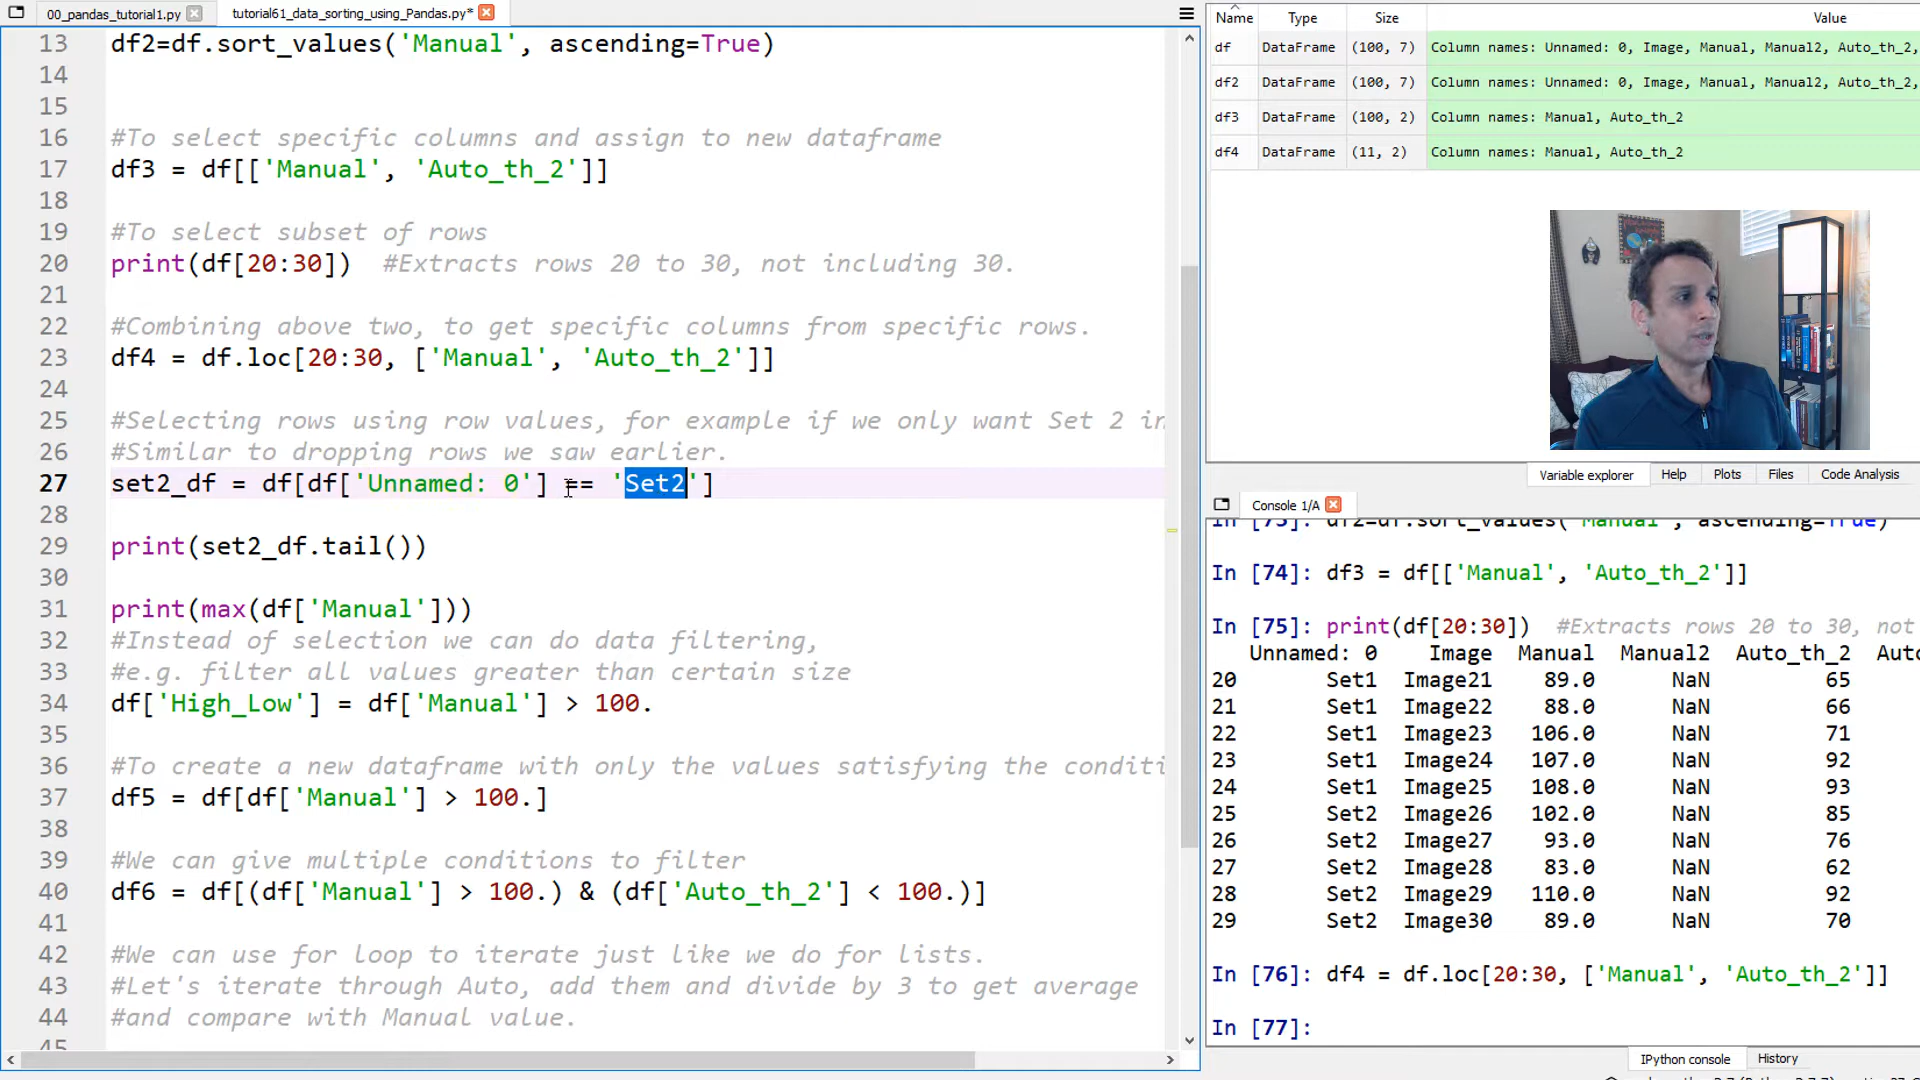 00_pandas_tutorial1.py
tutorial61_data_sorting_using_Pandas.py*
13 df2=df.sort_values('Manual', ascending=True)
14
15
16 #To select specific columns and assign to new dataframe
17 df3 = df[['Manual', 'Auto_th_2']]
18
19 #To select subset of rows
20 print(df[20:30])  #Extracts rows 20 to 30, not including 30.
21
22 #Combining above two, to get specific columns from specific rows.
23 df4 = df.loc[20:30, ['Manual', 'Auto_th_2']]
24
25 #Selecting rows using row values, for example if we only want Set 2 in
26 #Similar to dropping rows we saw earlier.
27 set2_df = df[df['Unnamed: 0'] == 'Set2']
28
29 print(set2_df.tail())
30
31 print(max(df['Manual']))
32 #Instead of selection we can do data filtering,
33 #e.g. filter all values greater than certain size
34 df['High_Low'] = df['Manual'] > 100.
35
36 #To create a new dataframe with only the values satisfying the conditi
37 df5 = df[df['Manual'] > 100.]
38
39 #We can give multiple conditions to filter
40 df6 = df[(df['Manual'] > 100.) & (df['Auto_th_2'] < 100.)]
41
42 #We can use for loop to iterate just like we do for lists.
43 #Let's iterate through Auto, add them and divide by 3 to get average
44 #and compare with Manual value.
45
Name Type Size Value
df DataFrame (100, 7) Column names: Unnamed: 0, Image, Manual, Manual2, Auto_th_2,
df2 DataFrame (100, 7) Column names: Unnamed: 0, Image, Manual, Manual2, Auto_th_2,
df3 DataFrame (100, 2) Column names: Manual, Auto_th_2
df4 DataFrame (11, 2) Column names: Manual, Auto_th_2
Variable explorer Help Plots Files Code Analysis
Console 1/A
In [73]: df2=df.sort_values('Manual', ascending=True)
In [74]: df3 = df[['Manual', 'Auto_th_2']]
In [75]: print(df[20:30])  #Extracts rows 20 to 30, not
Unnamed: 0 Image Manual Manual2 Auto_th_2 Auto
20 Set1 Image21 89.0 NaN 65
21 Set1 Image22 88.0 NaN 66
22 Set1 Image23 106.0 NaN 71
23 Set1 Image24 107.0 NaN 92
24 Set1 Image25 108.0 NaN 93
25 Set2 Image26 102.0 NaN 85
26 Set2 Image27 93.0 NaN 76
27 Set2 Image28 83.0 NaN 62
28 Set2 Image29 110.0 NaN 92
29 Set2 Image30 89.0 NaN 70
In [76]: df4 = df.loc[20:30, ['Manual', 'Auto_th_2']]
In [77]:
IPython console History